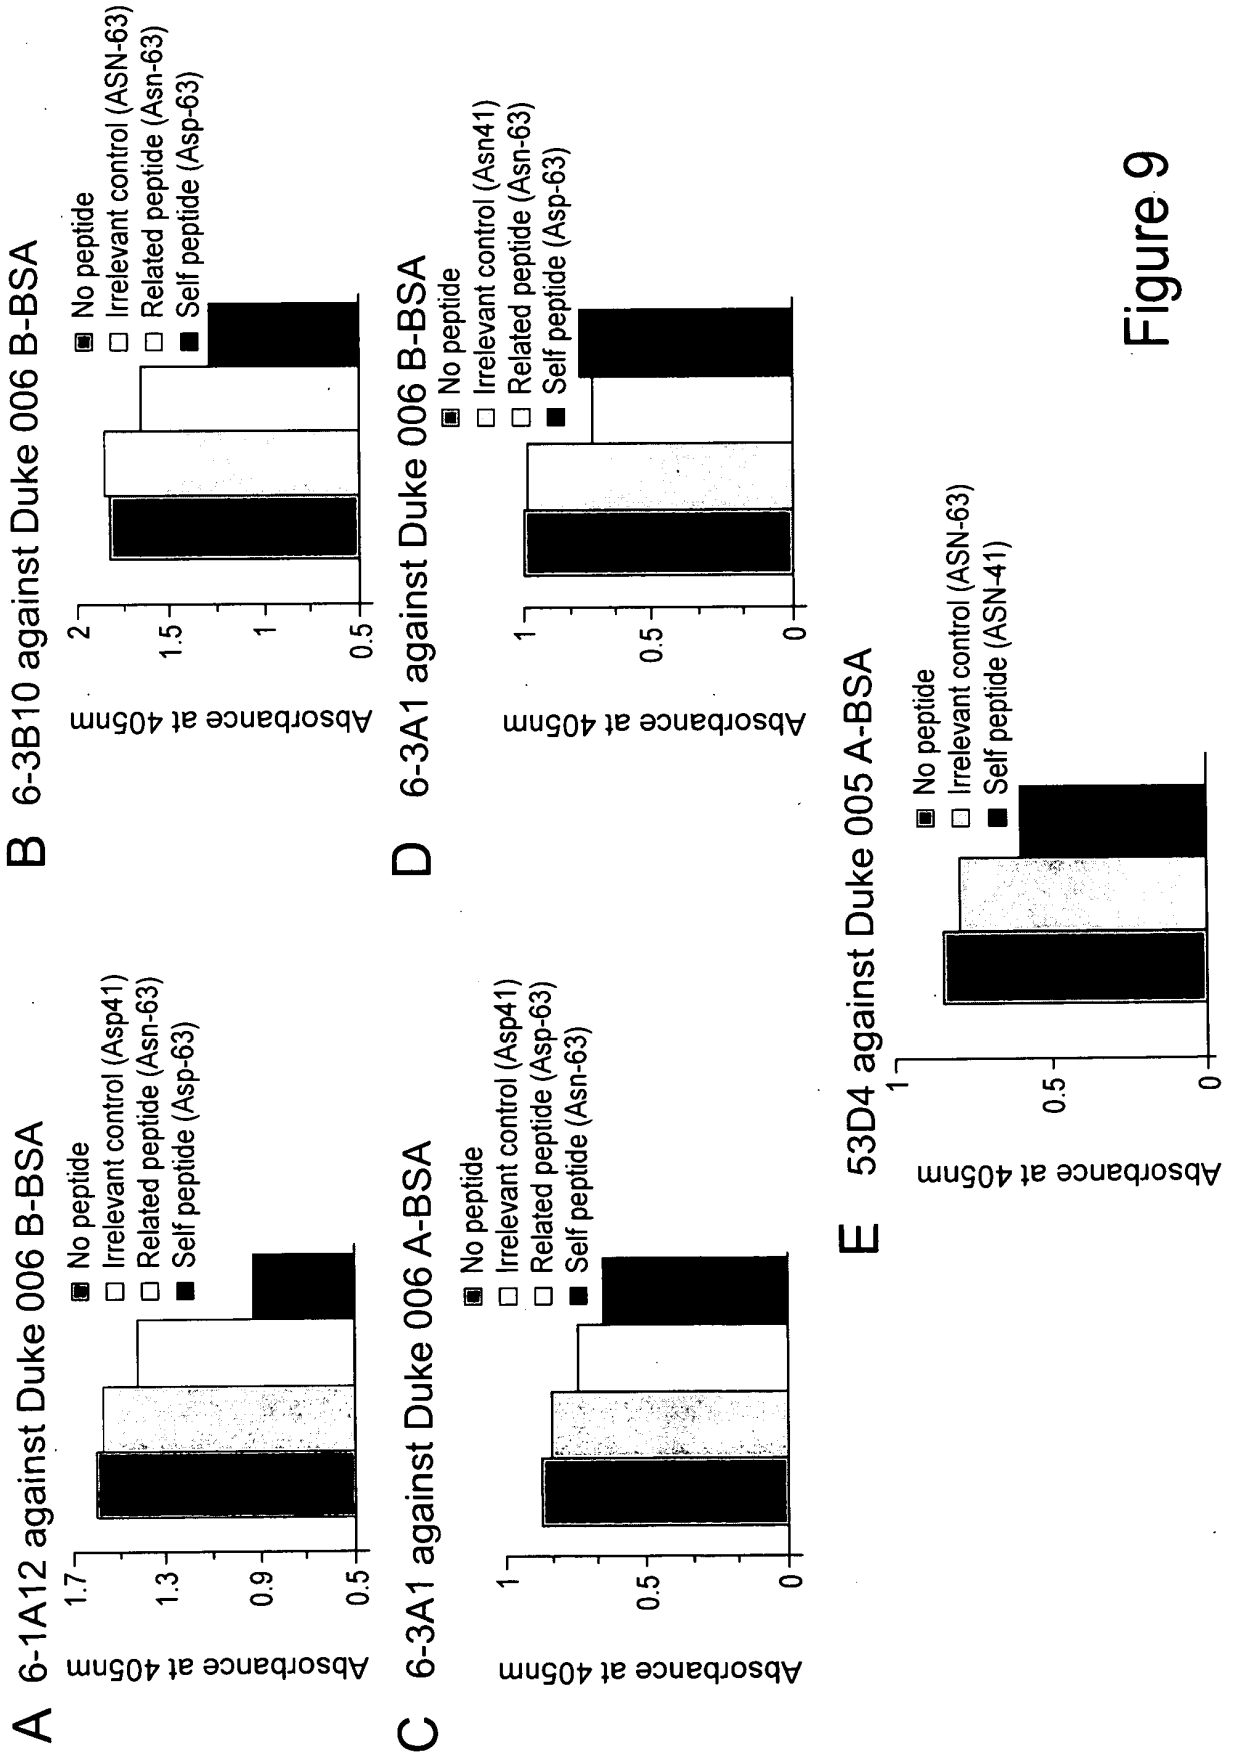 A 6-1A12 against Duke 006 B-BSA
Absorbance at 405nm
1.7
1.3
0.9
0.5
No peptide
Irrelevant control (Asp41)
Related peptide (Asn-63)
Self peptide (Asp-63)
B 6-3B10 against Duke 006 B-BSA
Absorbance at 405nm
2
1.5
1
0.5
No peptide
Irrelevant control (ASN-63)
Related peptide (Asn-63)
Self peptide (Asp-63)
C 6-3A1 against Duke 006 A-BSA
Absorbance at 405nm
1
0.5
0
No peptide
Irrelevant control (Asp41)
Related peptide (Asp-63)
Self peptide (Asn-63)
D 6-3A1 against Duke 006 B-BSA
Absorbance at 405nm
1
0.5
0
No peptide
Irrelevant control (Asn41)
Related peptide (Asn-63)
Self peptide (Asp-63)
E 53D4 against Duke 005 A-BSA
Absorbance at 405nm
1
0.5
0
No peptide
Irrelevant control (ASN-63)
Self peptide (ASN-41)
Figure 9